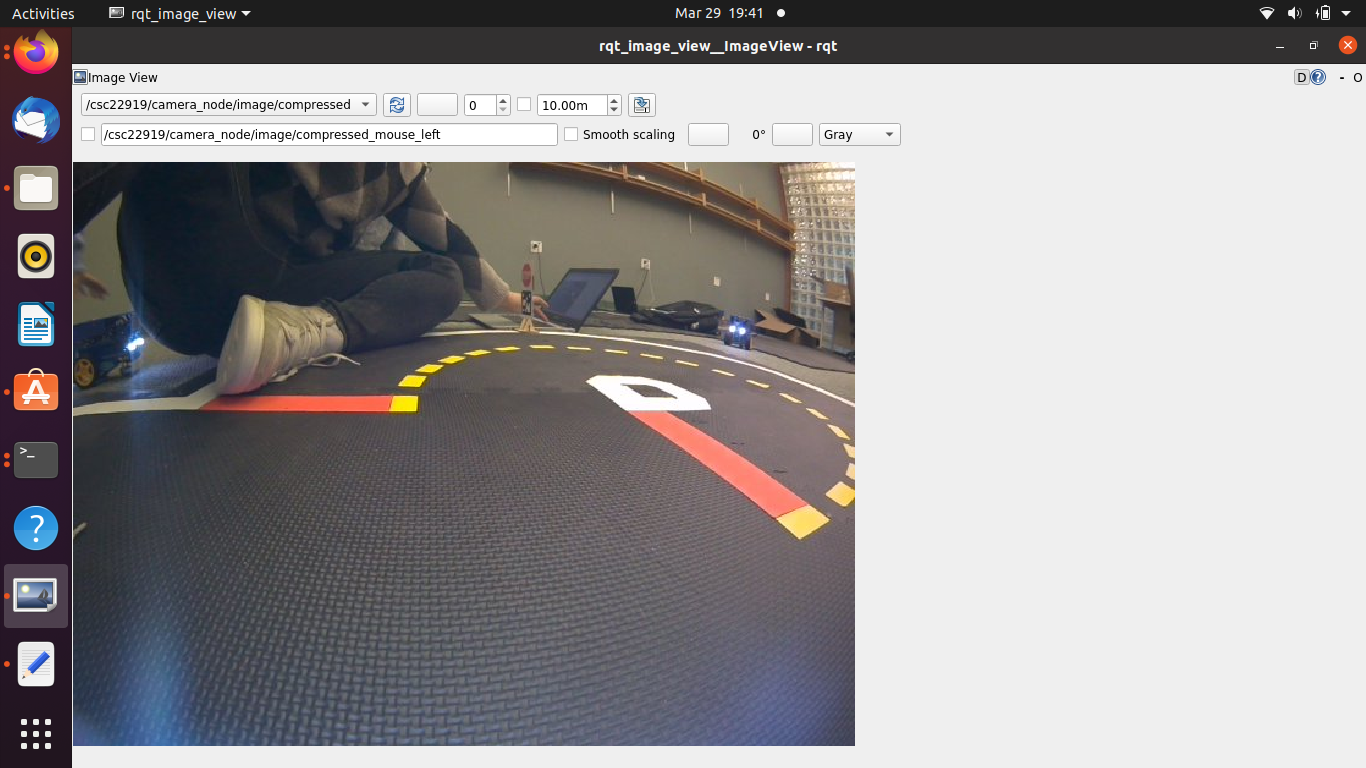 Activities
rqt_image_view
Mar 29 19:41
rqt_image_view__ImageView - rqt
Image View
D
?
-
O
/csc22919/camera_node/image/compressed
0
10.00m
/csc22919/camera_node/image/compressed_mouse_left
Smooth scaling
0°
Gray
>_
?